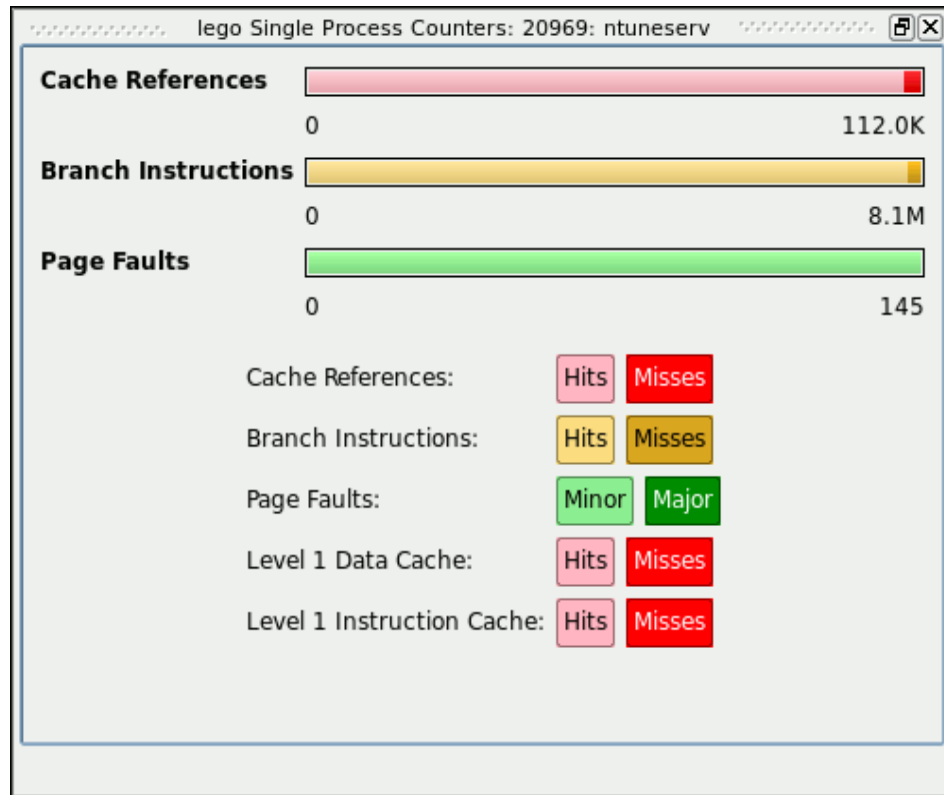 lego Single Process Counters: 20969: ntuneserv
Cache References
0 112.0K
Branch Instructions
0 8.1M
Page Faults
0 145
Cache References: Hits Misses
Branch Instructions: Hits Misses
Page Faults: Minor Major
Level 1 Data Cache: Hits Misses
Level 1 Instruction Cache: Hits Misses